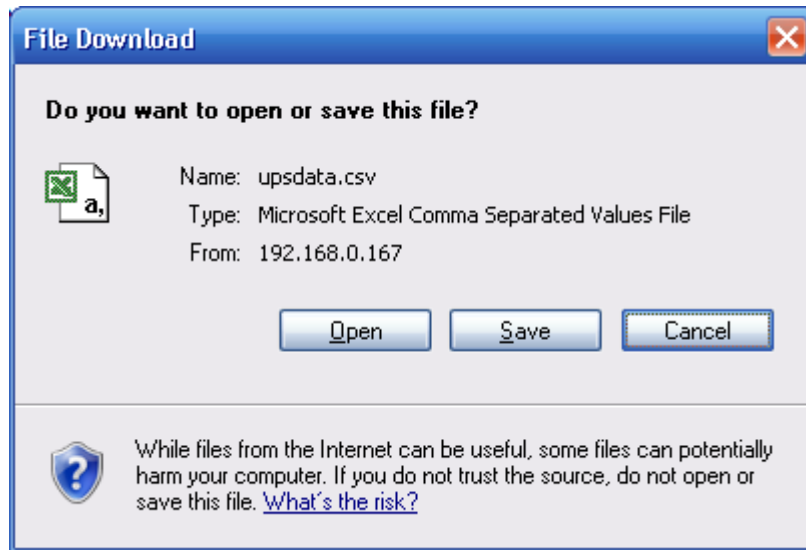 File Download
Do you want to open or save this file?
a,
Name: upsdata.csv
Type: Microsoft Excel Comma Separated Values File
From: 192.168.0.167
Open Save Cancel
While files from the Internet can be useful, some files can potentially
harm your computer. If you do not trust the source, do not open or
save this file. What's the risk?